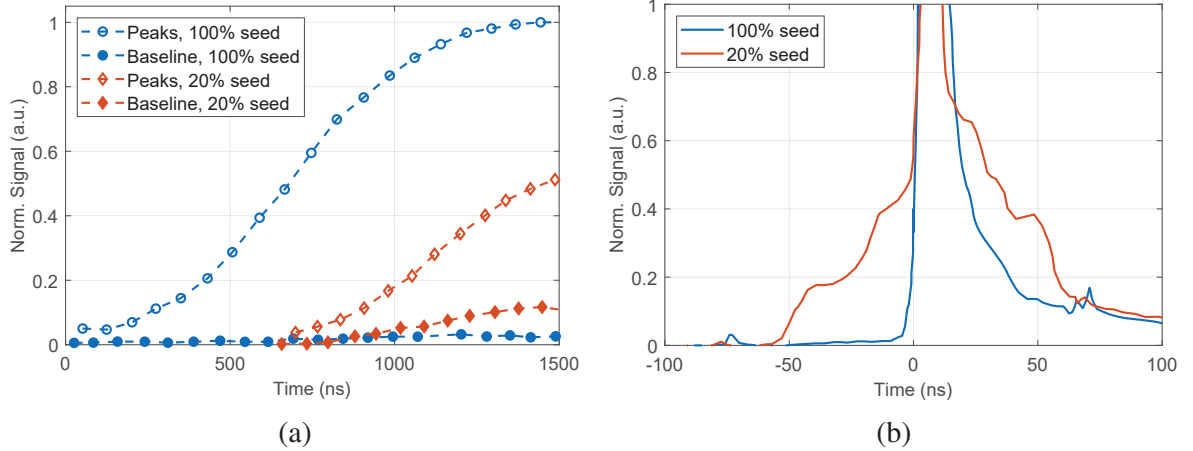 Peaks, 100% seed
Baseline, 100% seed
Peaks, 20% seed
Baseline, 20% seed
Norm. Signal (a.u.)
1
0.8
0.6
0.4
0.2
0
0 500 1000 1500
Time (ns)
(a)
100% seed
20% seed
Norm. Signal (a.u.)
1
0.8
0.6
0.4
0.2
0
-100 -50 0 50 100
Time (ns)
(b)